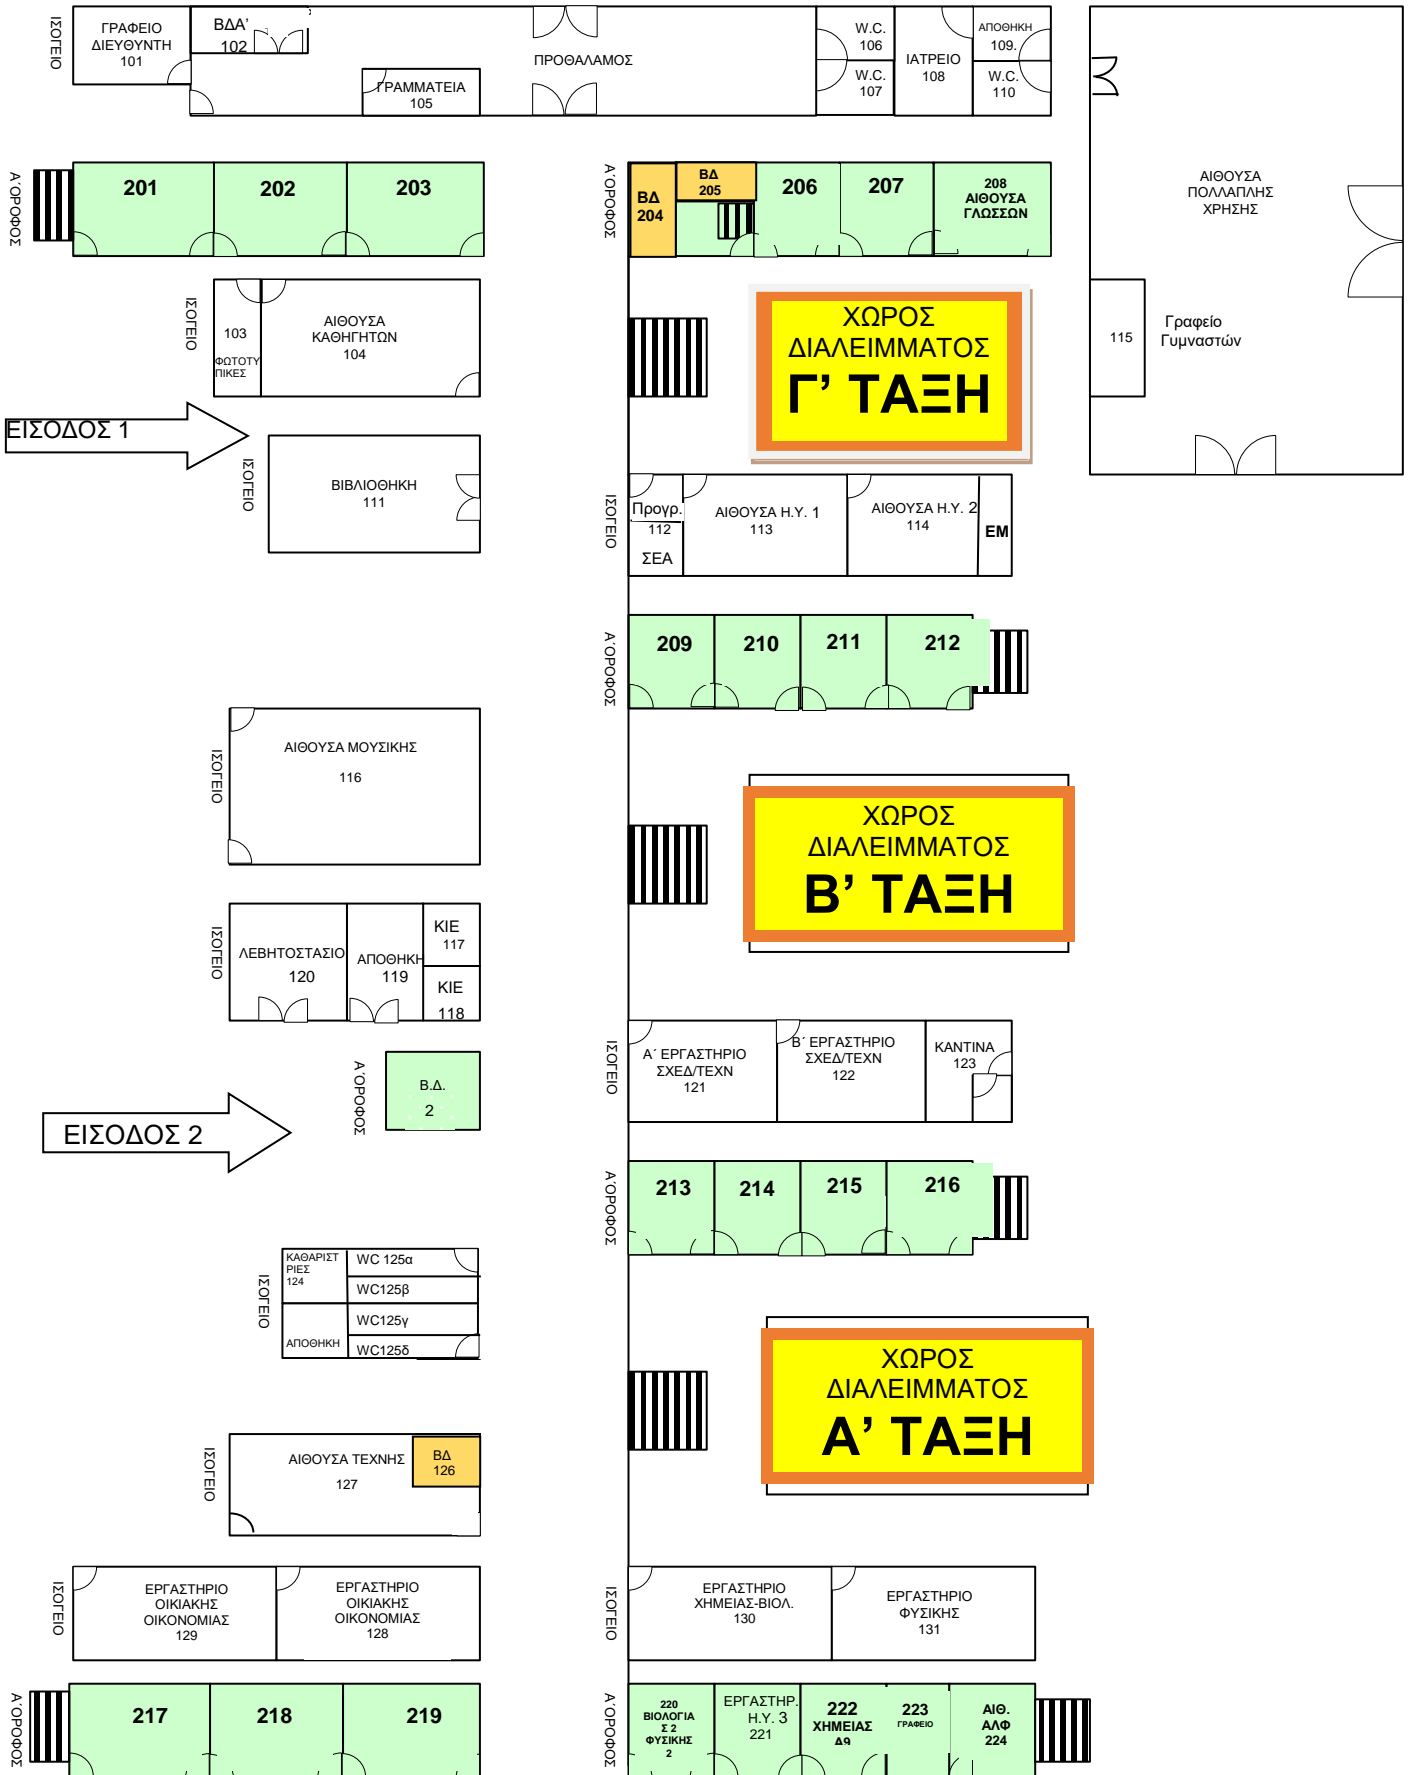 ΙΣΟΓΕΙΟ
ΓΡΑΦΕΙΟ
ΔΙΕΥΘΥΝΤΗ
101
ΒΔΑ'
102
ΓΡΑΜΜΑΤΕΙΑ
105
ΠΡΟΘΑΛΑΜΟΣ
W.C.
106
W.C.
107
ΙΑΤΡΕΙΟ
108
ΑΠΟΘΗΚΗ
109.
W.C.
110
ΑΙΘΟΥΣΑ
ΠΟΛΛΑΠΛΗΣ
ΧΡΗΣΗΣ
115
Γραφείο
Γυμναστών
Α΄ΟΡΟΦΟΣ
201
202
203
Α΄ΟΡΟΦΟΣ
ΒΔ
204
ΒΔ
205
206
207
208
ΑΙΘΟΥΣΑ
ΓΛΩΣΣΩΝ
ΙΣΟΓΕΙΟ
103
ΦΩΤΟΤΥ
ΠΙΚΕΣ
ΑΙΘΟΥΣΑ
ΚΑΘΗΓΗΤΩΝ
104
ΧΩΡΟΣ
ΔΙΑΛΕΙΜΜΑΤΟΣ
Γ’ ΤΑΞΗ
ΕΙΣΟΔΟΣ 1
ΙΣΟΓΕΙΟ
ΒΙΒΛΙΟΘΗΚΗ
111
ΙΣΟΓΕΙΟ
Προγρ.
112
ΣΕΑ
ΑΙΘΟΥΣΑ Η.Υ. 1
113
ΑΙΘΟΥΣΑ Η.Υ. 2
114
ΕΜ
Α΄ΟΡΟΦΟΣ
209
210
211
212
ΙΣΟΓΕΙΟ
ΑΙΘΟΥΣΑ ΜΟΥΣΙΚΗΣ
116
ΧΩΡΟΣ
ΔΙΑΛΕΙΜΜΑΤΟΣ
Β’ ΤΑΞΗ
ΙΣΟΓΕΙΟ
ΛΕΒΗΤΟΣΤΑΣΙΟ
120
ΑΠΟΘΗΚΗ
119
ΚΙΕ
117
ΚΙΕ
118
ΙΣΟΓΕΙΟ
Α΄ ΕΡΓΑΣΤΗΡΙΟ
ΣΧΕΔ/ΤΕΧΝ
121
Β΄ ΕΡΓΑΣΤΗΡΙΟ
ΣΧΕΔ/ΤΕΧΝ
122
ΚΑΝΤΙΝΑ
123
Α΄ΟΡΟΦΟΣ
Β.Δ.
2
ΕΙΣΟΔΟΣ 2
Α΄ΟΡΟΦΟΣ
213
214
215
216
ΙΣΟΓΕΙΟ
ΚΑΘΑΡΙΣΤ
ΡΙΕΣ
124
ΑΠΟΘΗΚΗ
WC 125α
WC125β
WC125γ
WC125δ
ΧΩΡΟΣ
ΔΙΑΛΕΙΜΜΑΤΟΣ
Α’ ΤΑΞΗ
ΙΣΟΓΕΙΟ
ΑΙΘΟΥΣΑ ΤΕΧΝΗΣ
127
ΒΔ
126
ΙΣΟΓΕΙΟ
ΕΡΓΑΣΤΗΡΙΟ
ΟΙΚΙΑΚΗΣ
ΟΙΚΟΝΟΜΙΑΣ
129
ΕΡΓΑΣΤΗΡΙΟ
ΟΙΚΙΑΚΗΣ
ΟΙΚΟΝΟΜΙΑΣ
128
ΙΣΟΓΕΙΟ
ΕΡΓΑΣΤΗΡΙΟ
ΧΗΜΕΙΑΣ-ΒΙΟΛ.
130
ΕΡΓΑΣΤΗΡΙΟ
ΦΥΣΙΚΗΣ
131
Α΄ΟΡΟΦΟΣ
217
218
219
Α΄ΟΡΟΦΟΣ
220
ΒΙΟΛΟΓΙΑ
Σ 2
ΦΥΣΙΚΗΣ
2
ΕΡΓΑΣΤΗΡ.
Η.Υ. 3
221
222
ΧΗΜΕΙΑΣ
Δ9
223
ΓΡΑΦΕΙΟ
ΑΙΘ.
ΑΛΦ
224